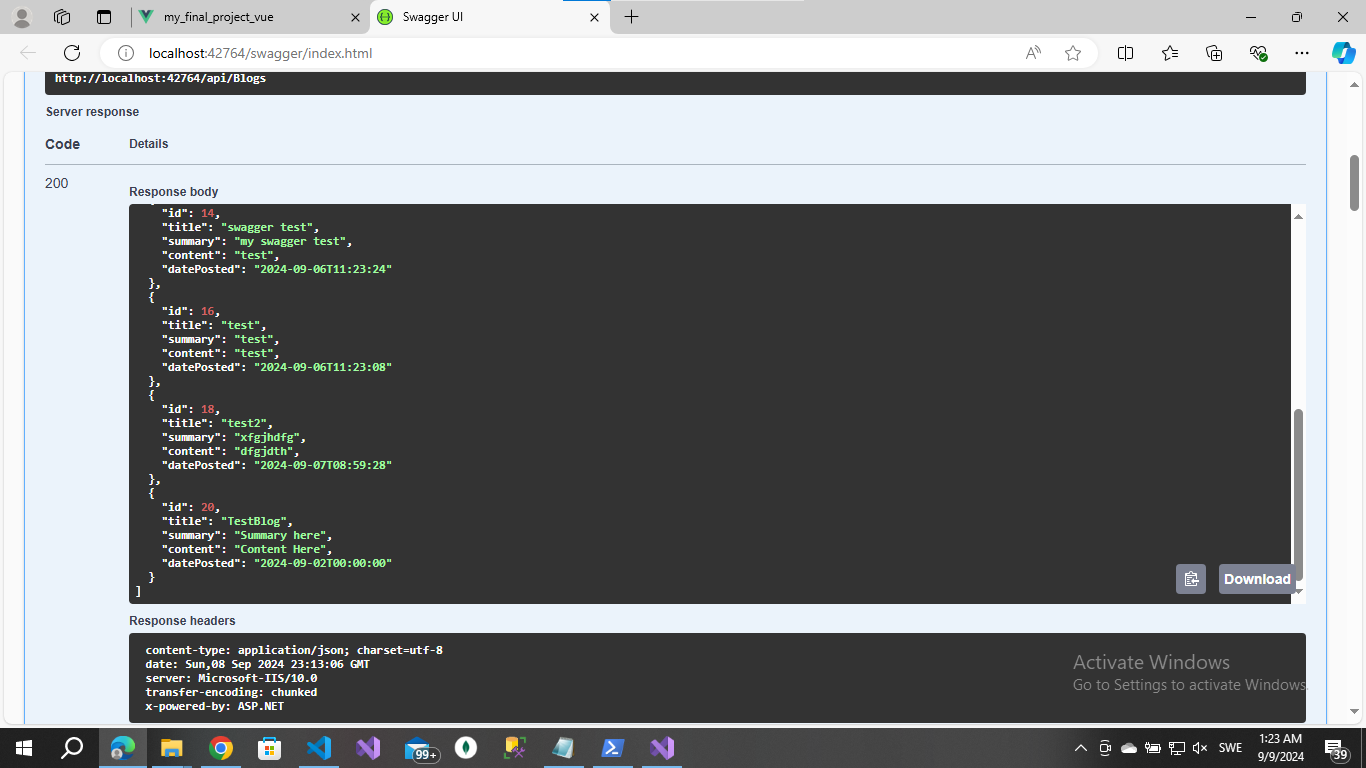 my_final_project_vue
Swagger UI
localhost:42764/swagger/index.html
http://localhost:42764/api/Blogs
Server response
Code
Details
200
Response body
"id": 14,
"title": "swagger test",
"summary": "my swagger test",
"content": "test",
"datePosted": "2024-09-06T11:23:24"
},
{
"id": 16,
"title": "test",
"summary": "test",
"content": "test",
"datePosted": "2024-09-06T11:23:08"
},
{
"id": 18,
"title": "test2",
"summary": "xfgjhdfg",
"content": "dfgjdth",
"datePosted": "2024-09-07T08:59:28"
},
{
"id": 20,
"title": "TestBlog",
"summary": "Summary here",
"content": "Content Here",
"datePosted": "2024-09-02T00:00:00"
}
]
Download
Response headers
content-type: application/json; charset=utf-8
date: Sun,08 Sep 2024 23:13:06 GMT
server: Microsoft-IIS/10.0
transfer-encoding: chunked
x-powered-by: ASP.NET
Activate Windows
Go to Settings to activate Windows.
99+
SWE
1:23 AM
9/9/2024
39